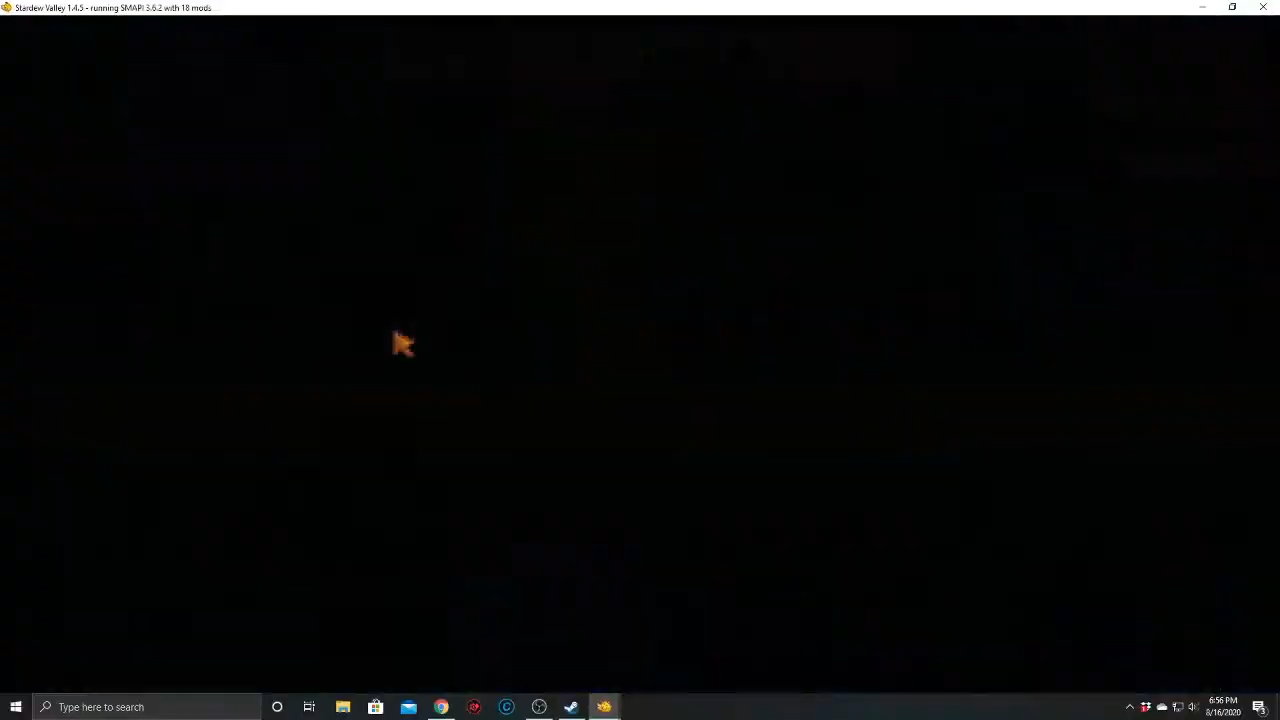 Stardew Valley 1.4.5 - running SMAPI 3.6.2 with 18 mods
Type here to search
6:56 PM
8/16/2020